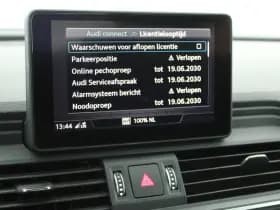 Audi connect Licentielooptijd
Waarschuwen voor aflopen licentie
Parkeerpositie Verlopen
Online pechoproep tot 19.06.2030
Audi Serviceafspraak tot 19.06.2030
Alarmsysteem bericht Verlopen
Noodoproep tot 19.06.2030
13:44 100% NL